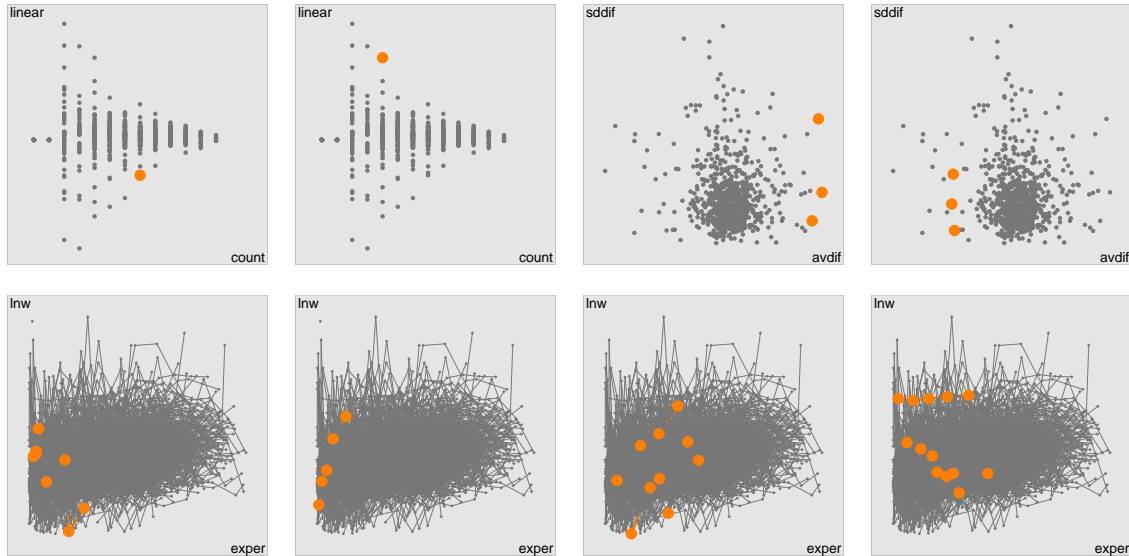 linear
count
linear
count
sddif
avdif
sddif
avdif
lnw
exper
lnw
exper
lnw
exper
lnw
exper